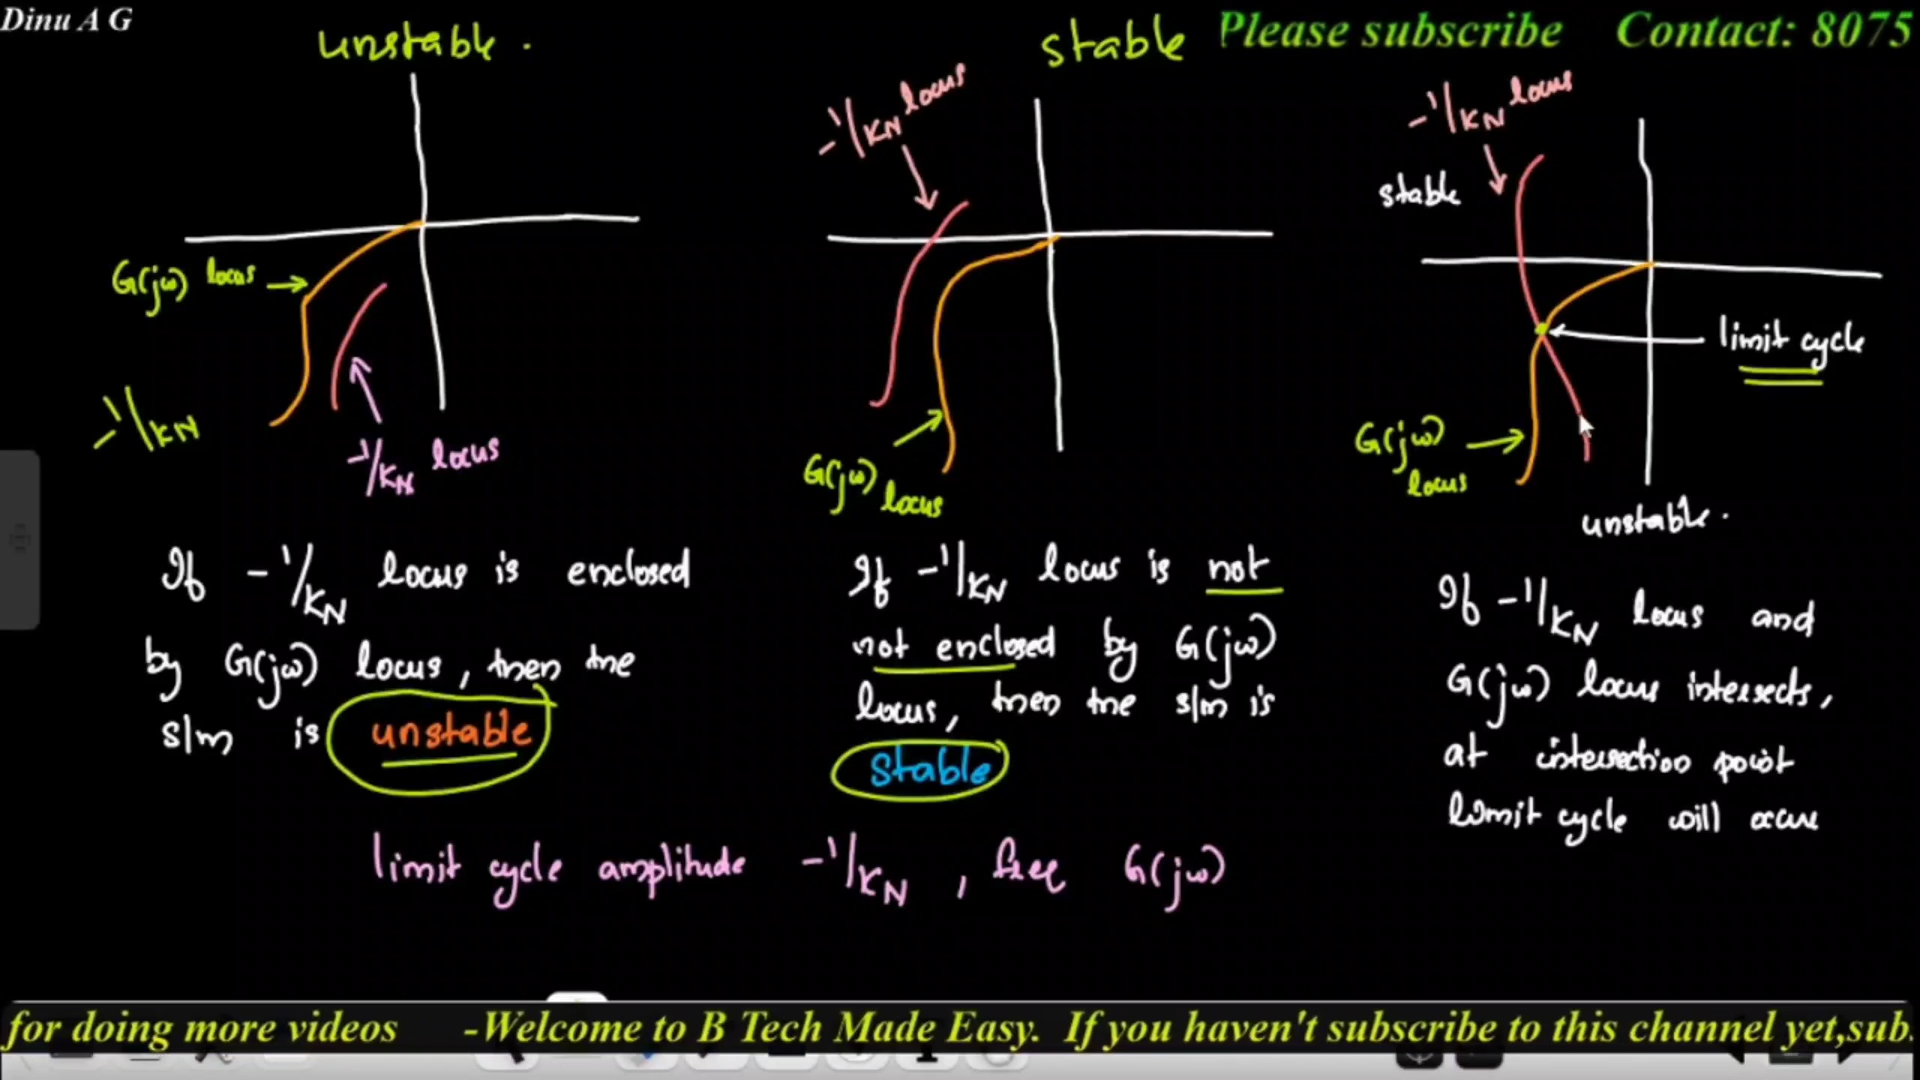 Dinu A G
Please subscribe Contact: 8075
unstable.
G(jω) locus
-1/KN
-1/KN locus
stable
-1/KN locus
G(jω) locus
-1/KN locus
stable
limit cycle
G(jω) locus
unstable.
If -1/KN locus is enclosed
by G(jω) locus, then the
s/m is unstable
If -1/KN locus is not
not enclosed by G(jω)
locus, then the s/m is
stable
If -1/KN locus and
G(jω) locus intersects,
at intersection point
limit cycle will occur
limit cycle amplitude -1/KN, freq G(jω)
for doing more videos -Welcome to B Tech Made Easy. If you haven't subscribe to this channel yet,sub.